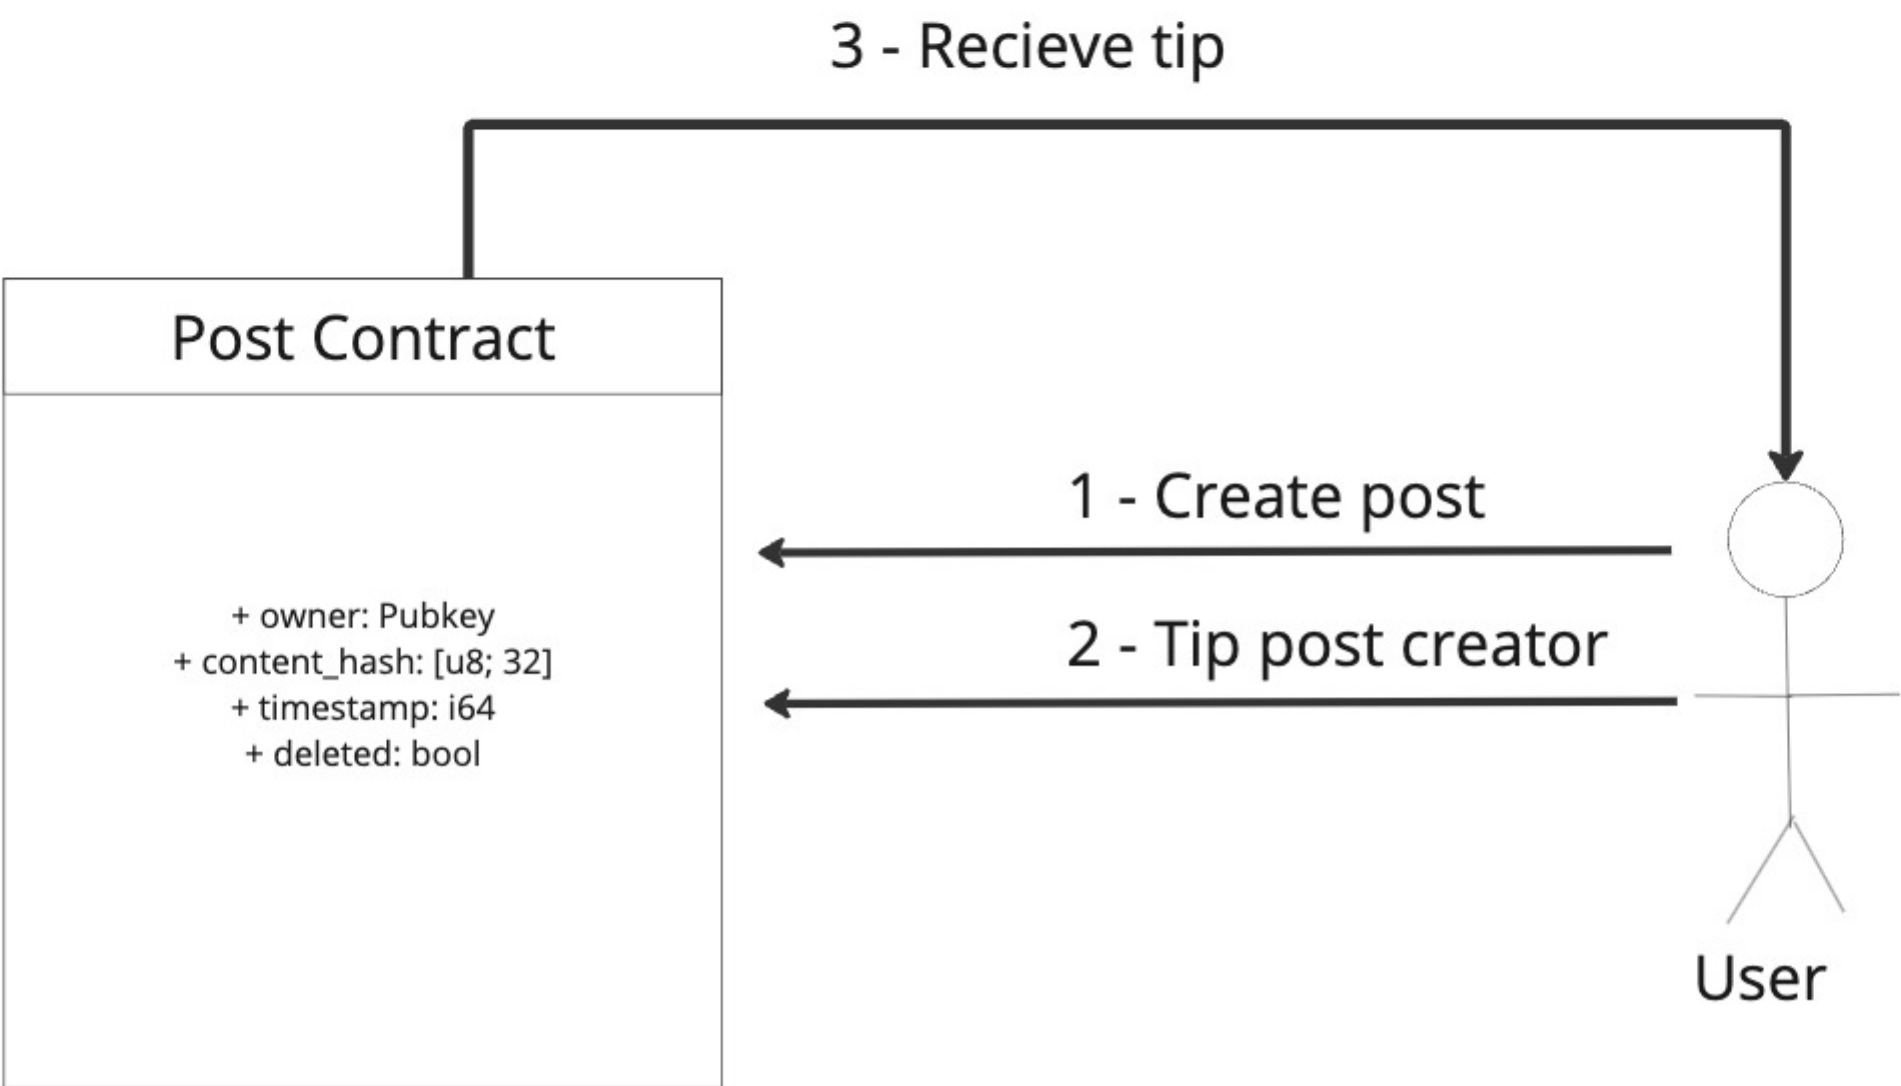 3 - Recieve tip
Post Contract
1 - Create post
+ owner: Pubkey
+ content_hash: [u8; 32]
+ timestamp: i64
+ deleted: bool
2 - Tip post creator
User